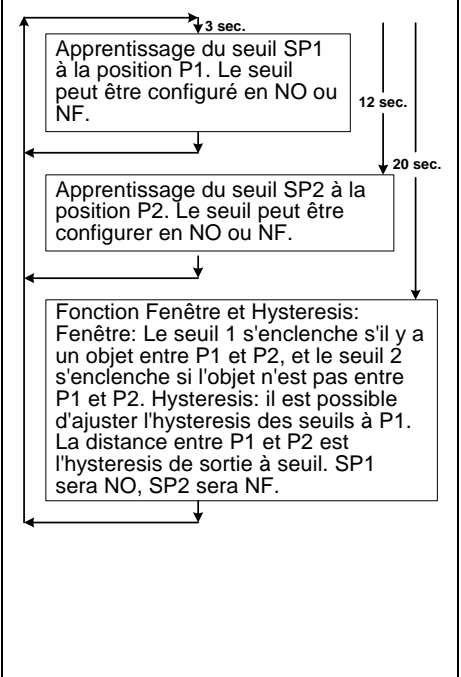 3 sec.
Apprentissage du seuil SP1
à la position P1. Le seuil
peut être configuré en NO ou
NF.
12 sec.
20 sec.
Apprentissage du seuil SP2 à la
position P2. Le seuil peut être
configurer en NO ou NF.
Fonction Fenêtre et Hysteresis:
Fenêtre: Le seuil 1 s'enclenche s'il y a
un objet entre P1 et P2, et le seuil 2
s'enclenche si l'objet n'est pas entre
P1 et P2. Hysteresis: il est possible
d'ajuster l'hysteresis des seuils à P1.
La distance entre P1 et P2 est
l'hysteresis de sortie à seuil. SP1
sera NO, SP2 sera NF.